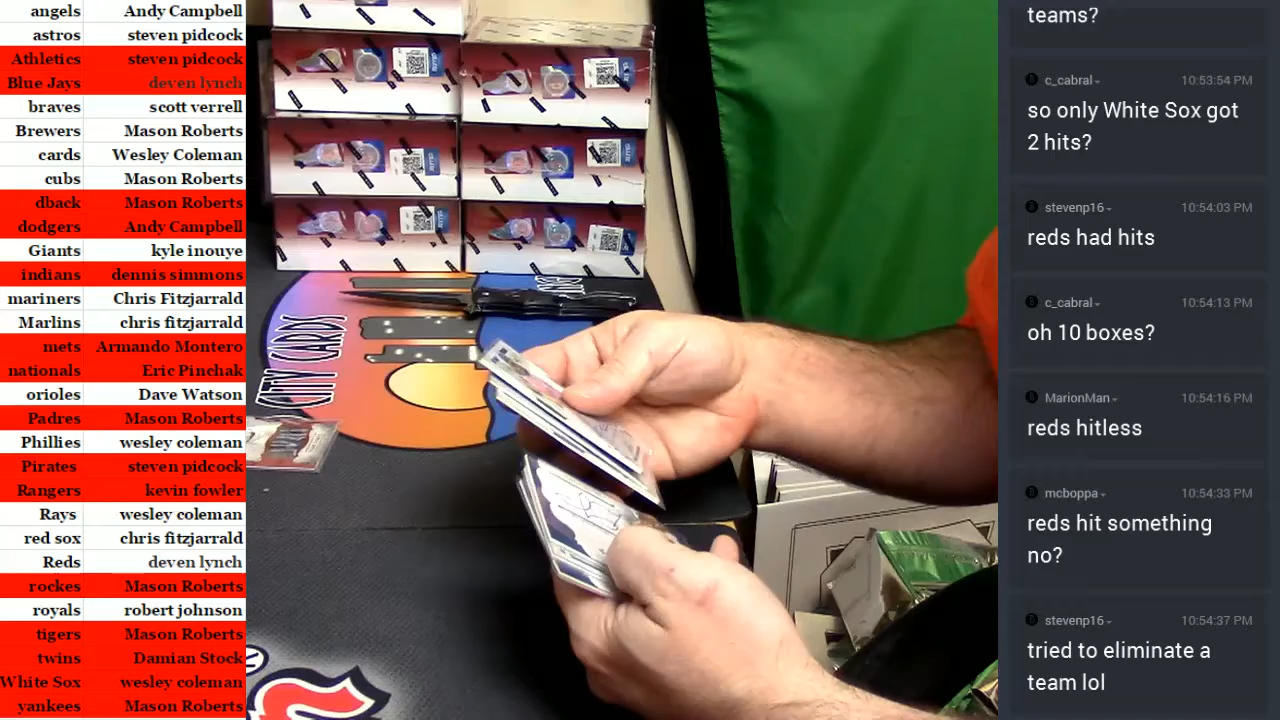 angels Andy Campbell
astros steven pidcock
Athletics steven pidcock
Blue Jays deven lynch
braves scott verrell
Brewers Mason Roberts
cards Wesley Coleman
cubs Mason Roberts
dback Mason Roberts
dodgers Andy Campbell
Giants kyle inouye
indians dennis simmons
mariners Chris Fitzjarrald
Marlins chris fitzjarrald
mets Armando Montero
nationals Eric Pinchak
orioles Dave Watson
Padres Mason Roberts
Phillies wesley coleman
Pirates steven pidcock
Rangers kevin fowler
Rays wesley coleman
red sox chris fitzjarrald
Reds deven lynch
rockes Mason Roberts
royals robert johnson
tigers Mason Roberts
twins Damian Stock
White Sox wesley coleman
yankees Mason Roberts
CITY CARDS
teams?
c_cabral 10:53:54 PM
so only White Sox got
2 hits?
stevenp16 10:54:03 PM
reds had hits
c_cabral 10:54:13 PM
oh 10 boxes?
MarionMan 10:54:16 PM
reds hitless
mcboppa 10:54:33 PM
reds hit something
no?
stevenp16 10:54:37 PM
tried to eliminate a
team lol